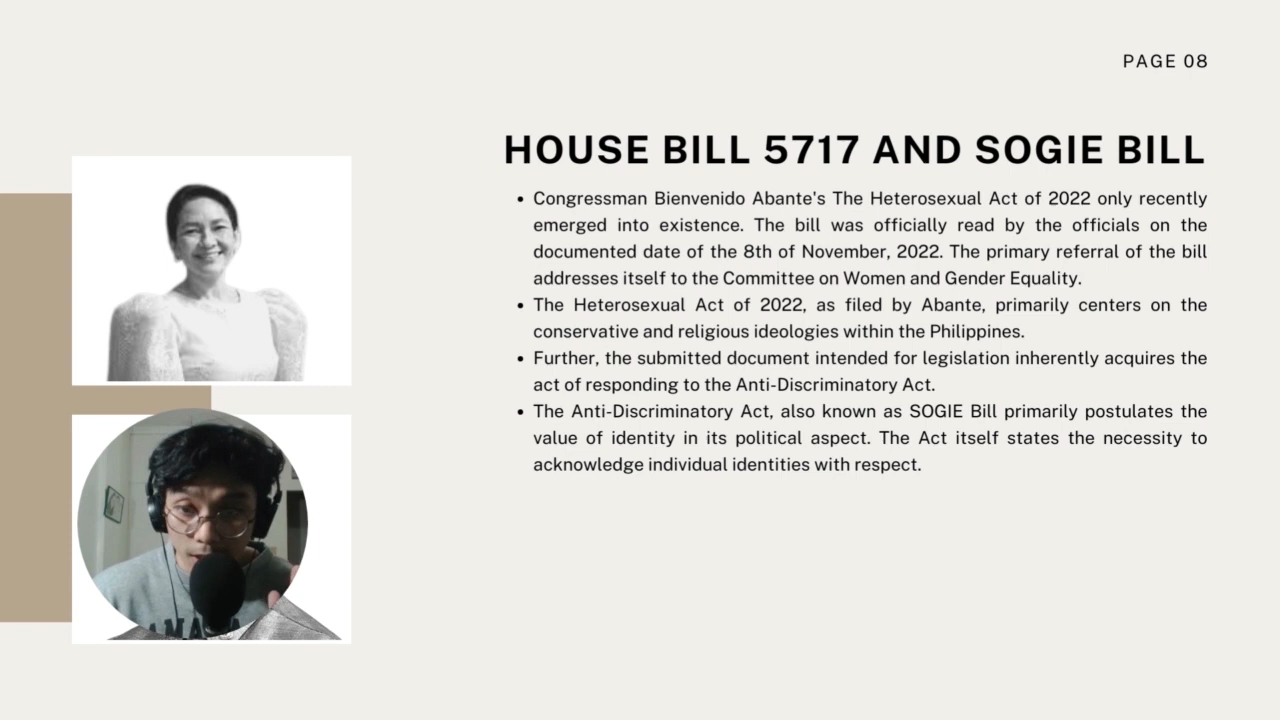 PAGE 08
HOUSE BILL 5717 AND SOGIE BILL
• Congressman Bienvenido Abante's The Heterosexual Act of 2022 only recently
emerged into existence. The bill was officially read by the officials on the
documented date of the 8th of November, 2022. The primary referral of the bill
addresses itself to the Committee on Women and Gender Equality.
• The Heterosexual Act of 2022, as filed by Abante, primarily centers on the
conservative and religious ideologies within the Philippines.
• Further, the submitted document intended for legislation inherently acquires the
act of responding to the Anti-Discriminatory Act.
• The Anti-Discriminatory Act, also known as SOGIE Bill primarily postulates the
value of identity in its political aspect. The Act itself states the necessity to
acknowledge individual identities with respect.